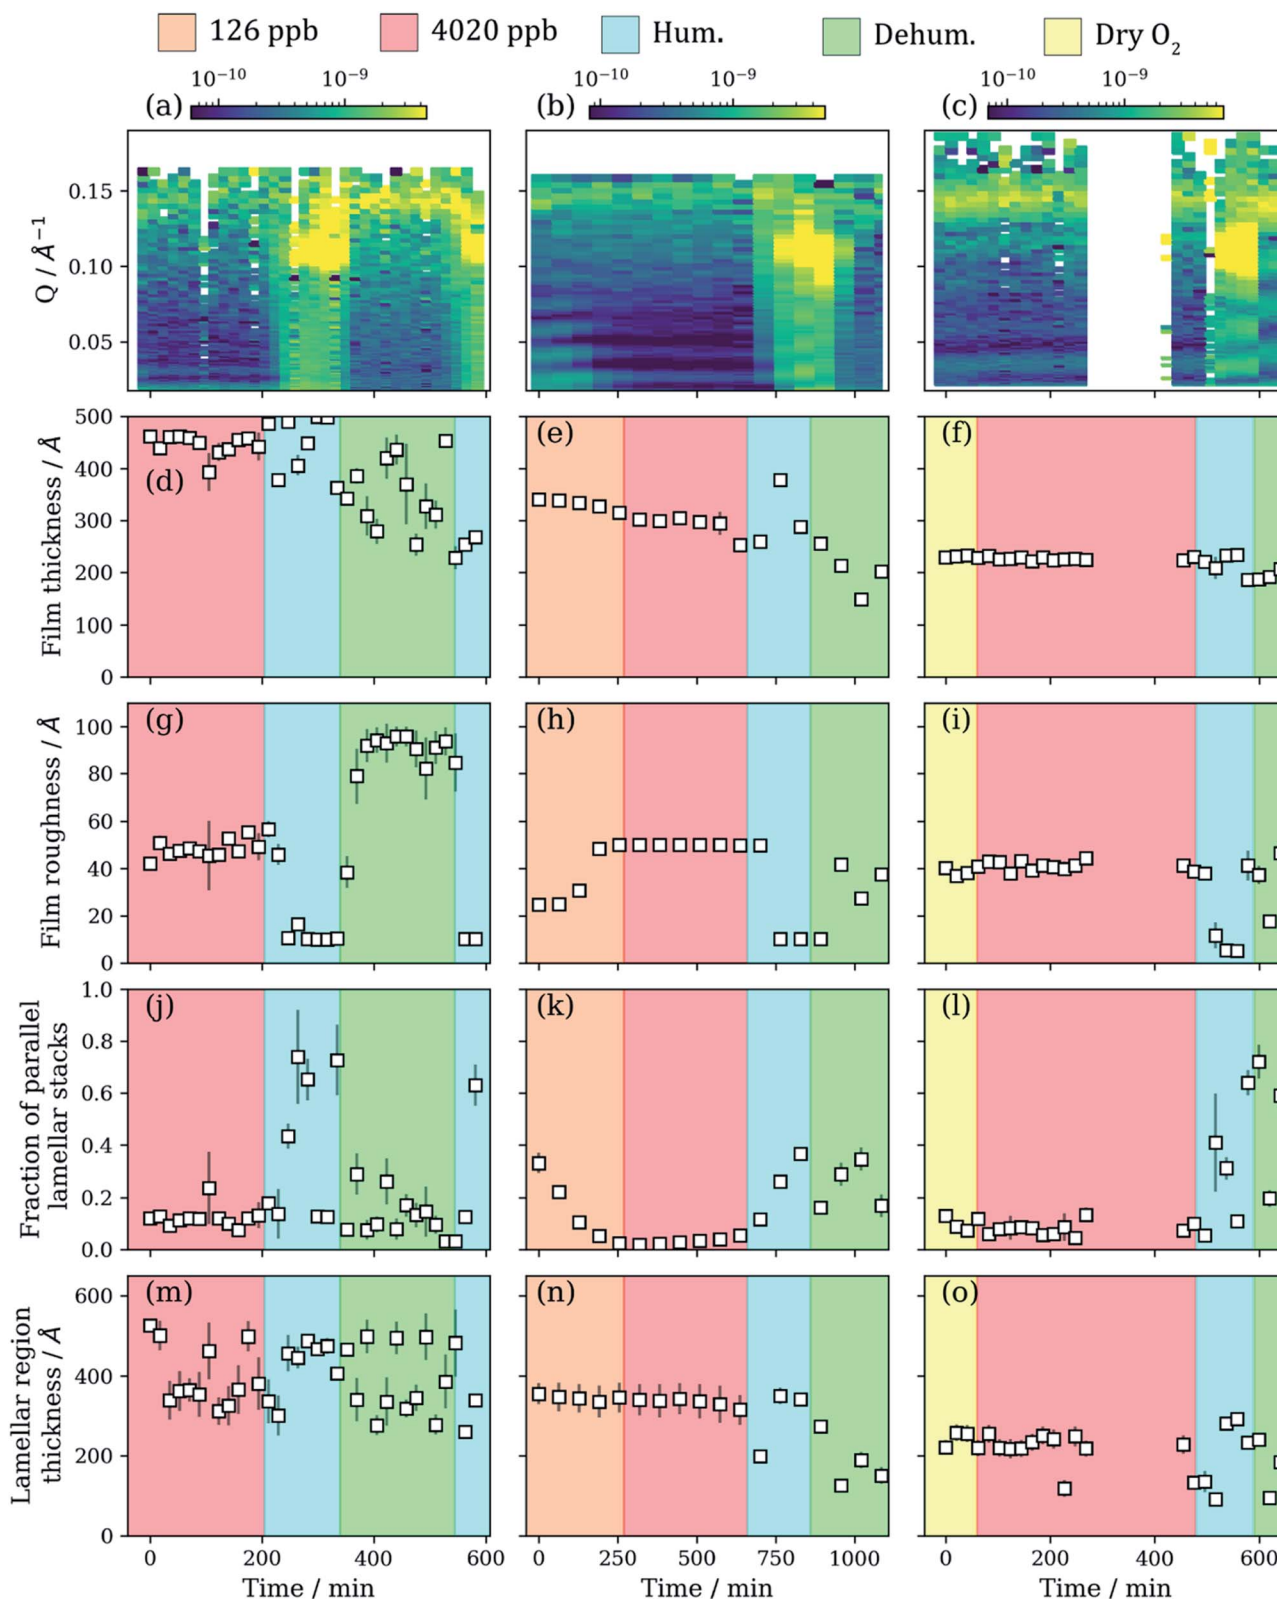 126 ppb 4020 ppb Hum. Dehum. Dry O₂
10⁻¹⁰ 10⁻⁹ 10⁻¹⁰ 10⁻⁹ 10⁻¹⁰ 10⁻⁹
(a) (b) (c)
Q / Å⁻¹
0.15
0.10
0.05
Film thickness / Å
500
400
300
200
100
0
(d) (e) (f)
Film roughness / Å
100
80
60
40
20
0
(g) (h) (i)
Fraction of parallel
lamellar stacks
1.0
0.8
0.6
0.4
0.2
0.0
(j) (k) (l)
Lamellar region
thickness / Å
600
400
200
0
(m) (n) (o)
0 200 400 600 0 250 500 750 1000 0 200 400 600
Time / min Time / min Time / min